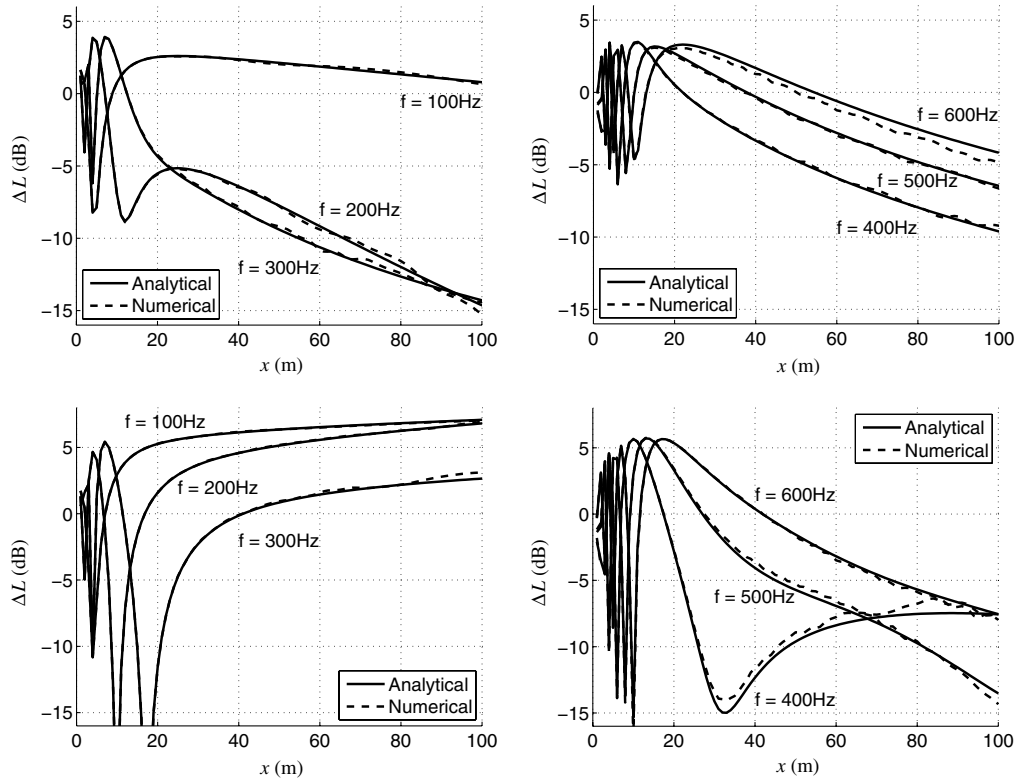 5
0
−5
−10
−15
ΔL (dB)
f = 100Hz
f = 200Hz
f = 300Hz
Analytical
Numerical
0 20 40 60 80 100
x (m)
5
0
−5
−10
−15
ΔL (dB)
f = 600Hz
f = 500Hz
f = 400Hz
Analytical
Numerical
0 20 40 60 80 100
x (m)
5
0
−5
−10
−15
ΔL (dB)
f = 100Hz
f = 200Hz
f = 300Hz
Analytical
Numerical
0 20 40 60 80 100
x (m)
5
0
−5
−10
−15
ΔL (dB)
Analytical
Numerical
f = 600Hz
f = 500Hz
f = 400Hz
0 20 40 60 80 100
x (m)